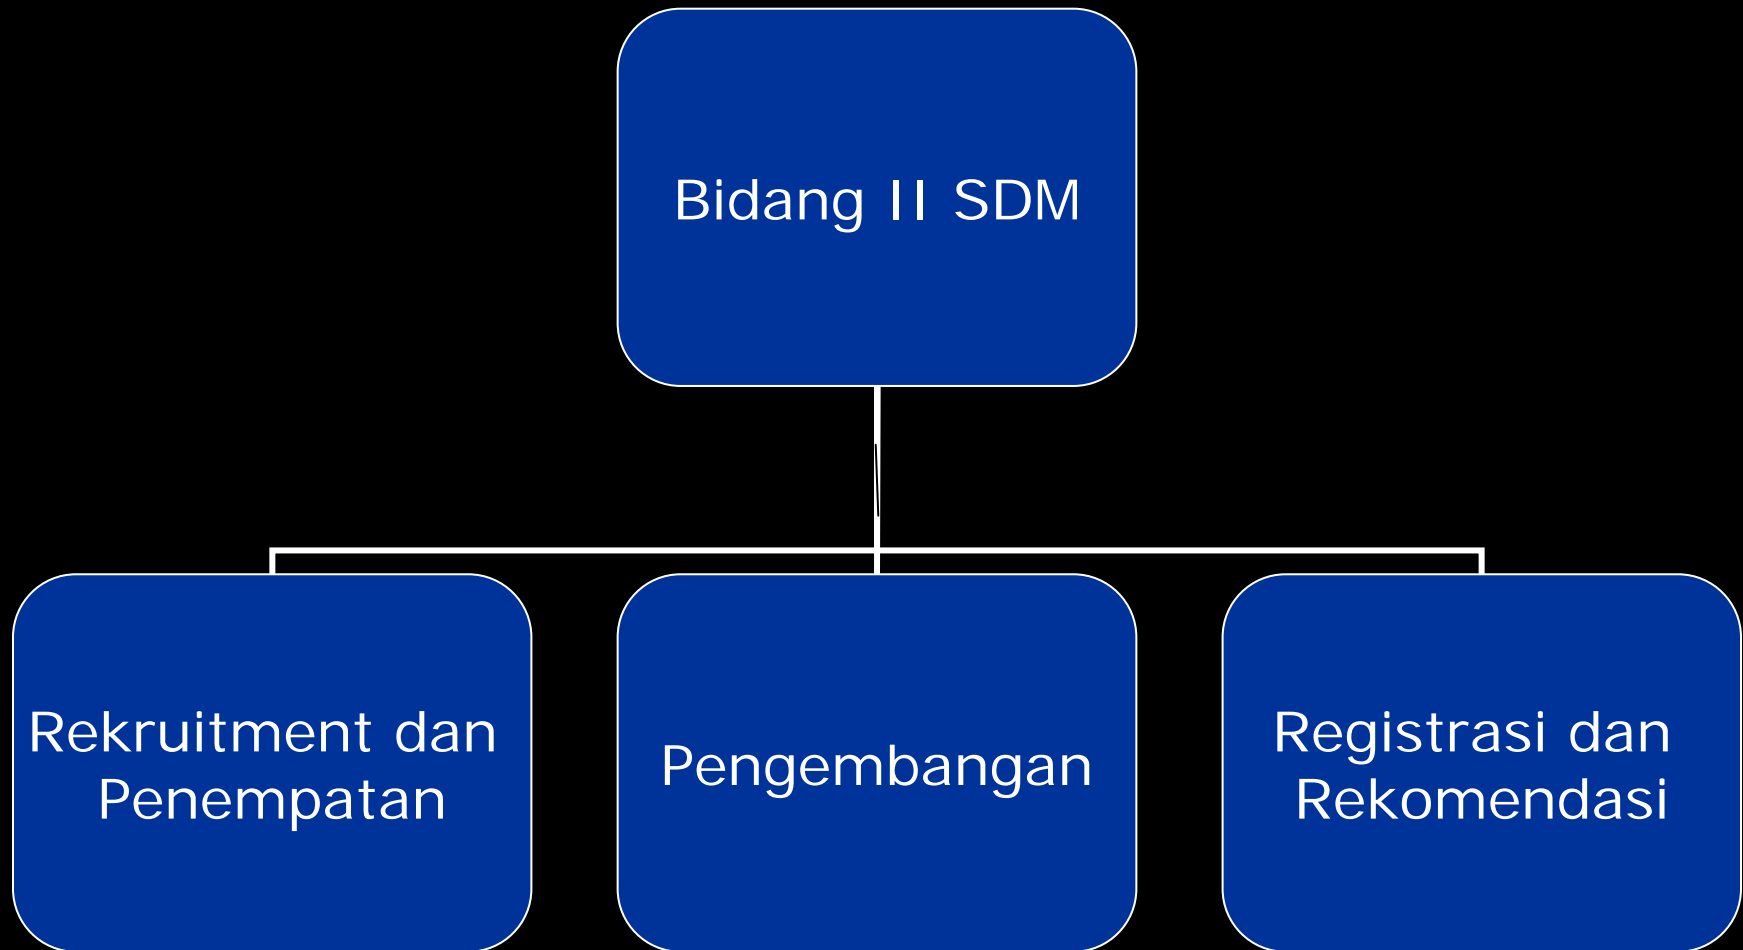 Bidang II SDM
Rekruitment dan
Penempatan
Pengembangan
Registrasi dan
Rekomendasi